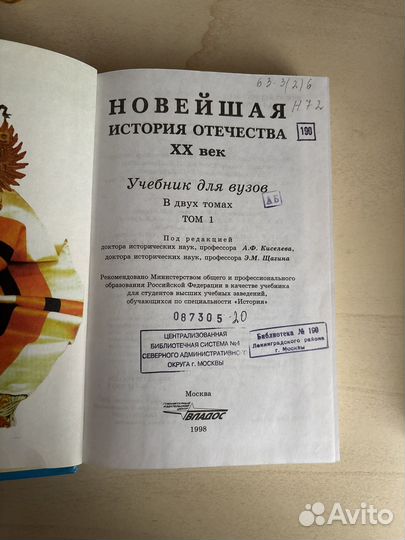 63.3(2)6
Н72
НОВЕЙШАЯ
ИСТОРИЯ ОТЕЧЕСТВА
190
XX век
Учебник для вузов
АБ
В двух томах
ТОМ 1
Под редакцией
доктора исторических наук, профессора А.Ф. Киселева,
доктора исторических наук, профессора Э.М. Щагина
Рекомендовано Министерством общего и профессионального
образования Российской Федерации в качестве учебника
для студентов высших учебных заведений,
обучающихся по специальности «История»
087305-20
ЦЕНТРАЛИЗОВАННАЯ
БИБЛИОТЕЧНАЯ СИСТЕМА №4
СЕВЕРНОГО АДМИНИСТРАТИВНОГО
ОКРУГА г. МОСКВЫ
Библиотека № 190
Ленинградского района
г. Москвы
Москва
ВЛАДОС
1998
Avito